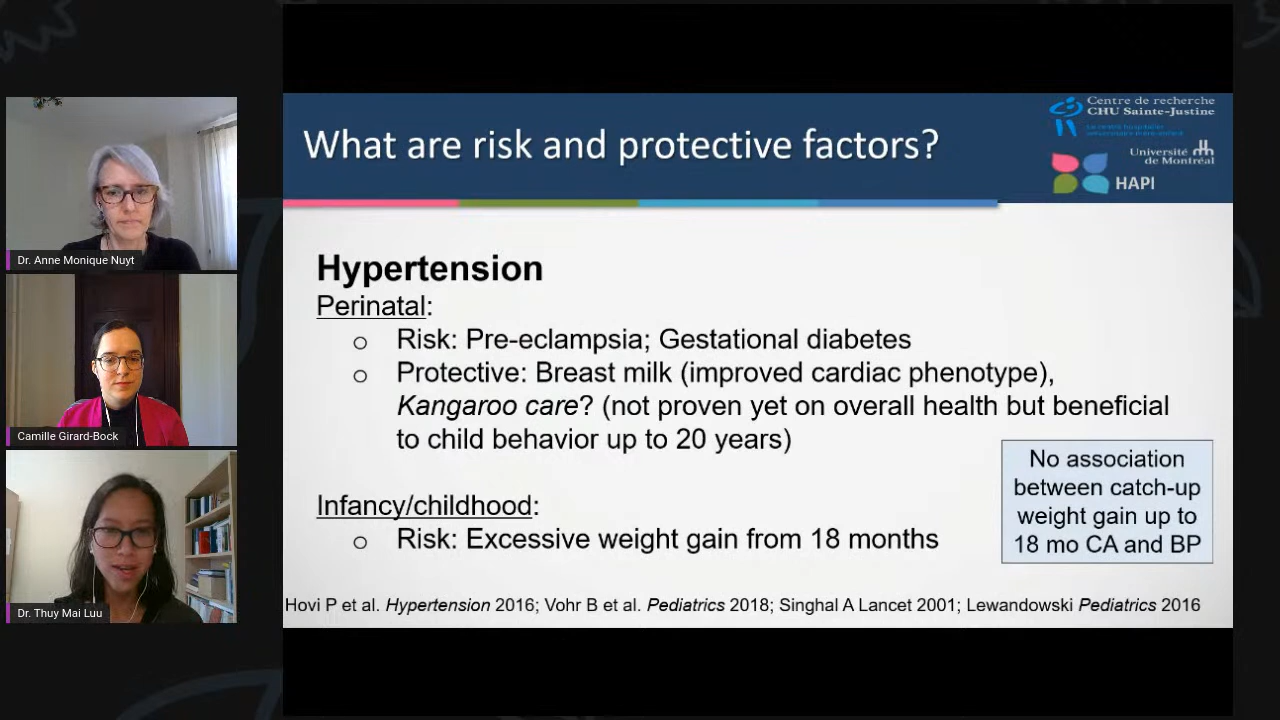 What are risk and protective factors?
Centre de recherche
CHU Sainte-Justine
Université
de Montréal
HAPI
Dr. Anne Monique Nuyt
Camille Girard-Bock
Dr. Thuy Mai Luu
Hypertension
Perinatal:
o Risk: Pre-eclampsia; Gestational diabetes
o Protective: Breast milk (improved cardiac phenotype),
Kangaroo care? (not proven yet on overall health but beneficial
to child behavior up to 20 years)
Infancy/childhood:
o Risk: Excessive weight gain from 18 months
No association
between catch-up
weight gain up to
18 mo CA and BP
Hovi P et al. Hypertension 2016; Vohr B et al. Pediatrics 2018; Singhal A Lancet 2001; Lewandowski Pediatrics 2016